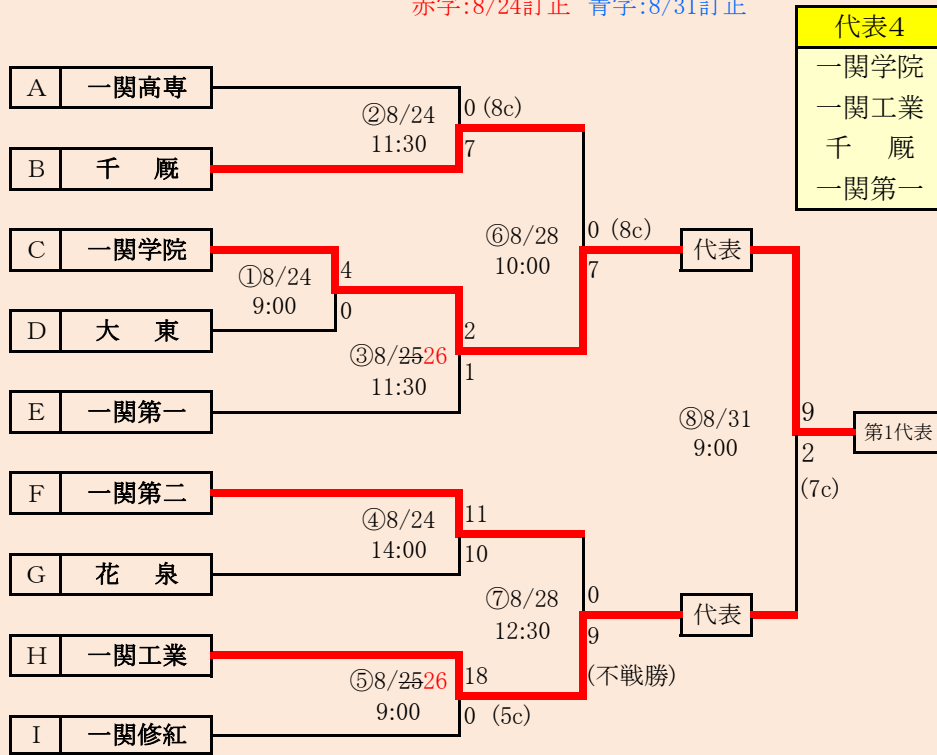 赤字:8/24訂正 青字:8/31訂正
代表4
一関学院
一関工業
千 厩
一関第一
A 一関高専
②8/24
11:30
0 (8c)
7
B 千 厩
C 一関学院
①8/24
9:00
4
0
⑥8/28
10:00
0 (8c)
7
代表
D 大 東
③8/2526
11:30
2
1
E 一関第一
⑧8/31
9:00
9
2
(7c)
第1代表
F 一関第二
④8/24
14:00
11
10
G 花 泉
⑦8/28
12:30
0
9
(不戦勝)
代表
H 一関工業
⑤8/2526
9:00
18
0 (5c)
I 一関修紅